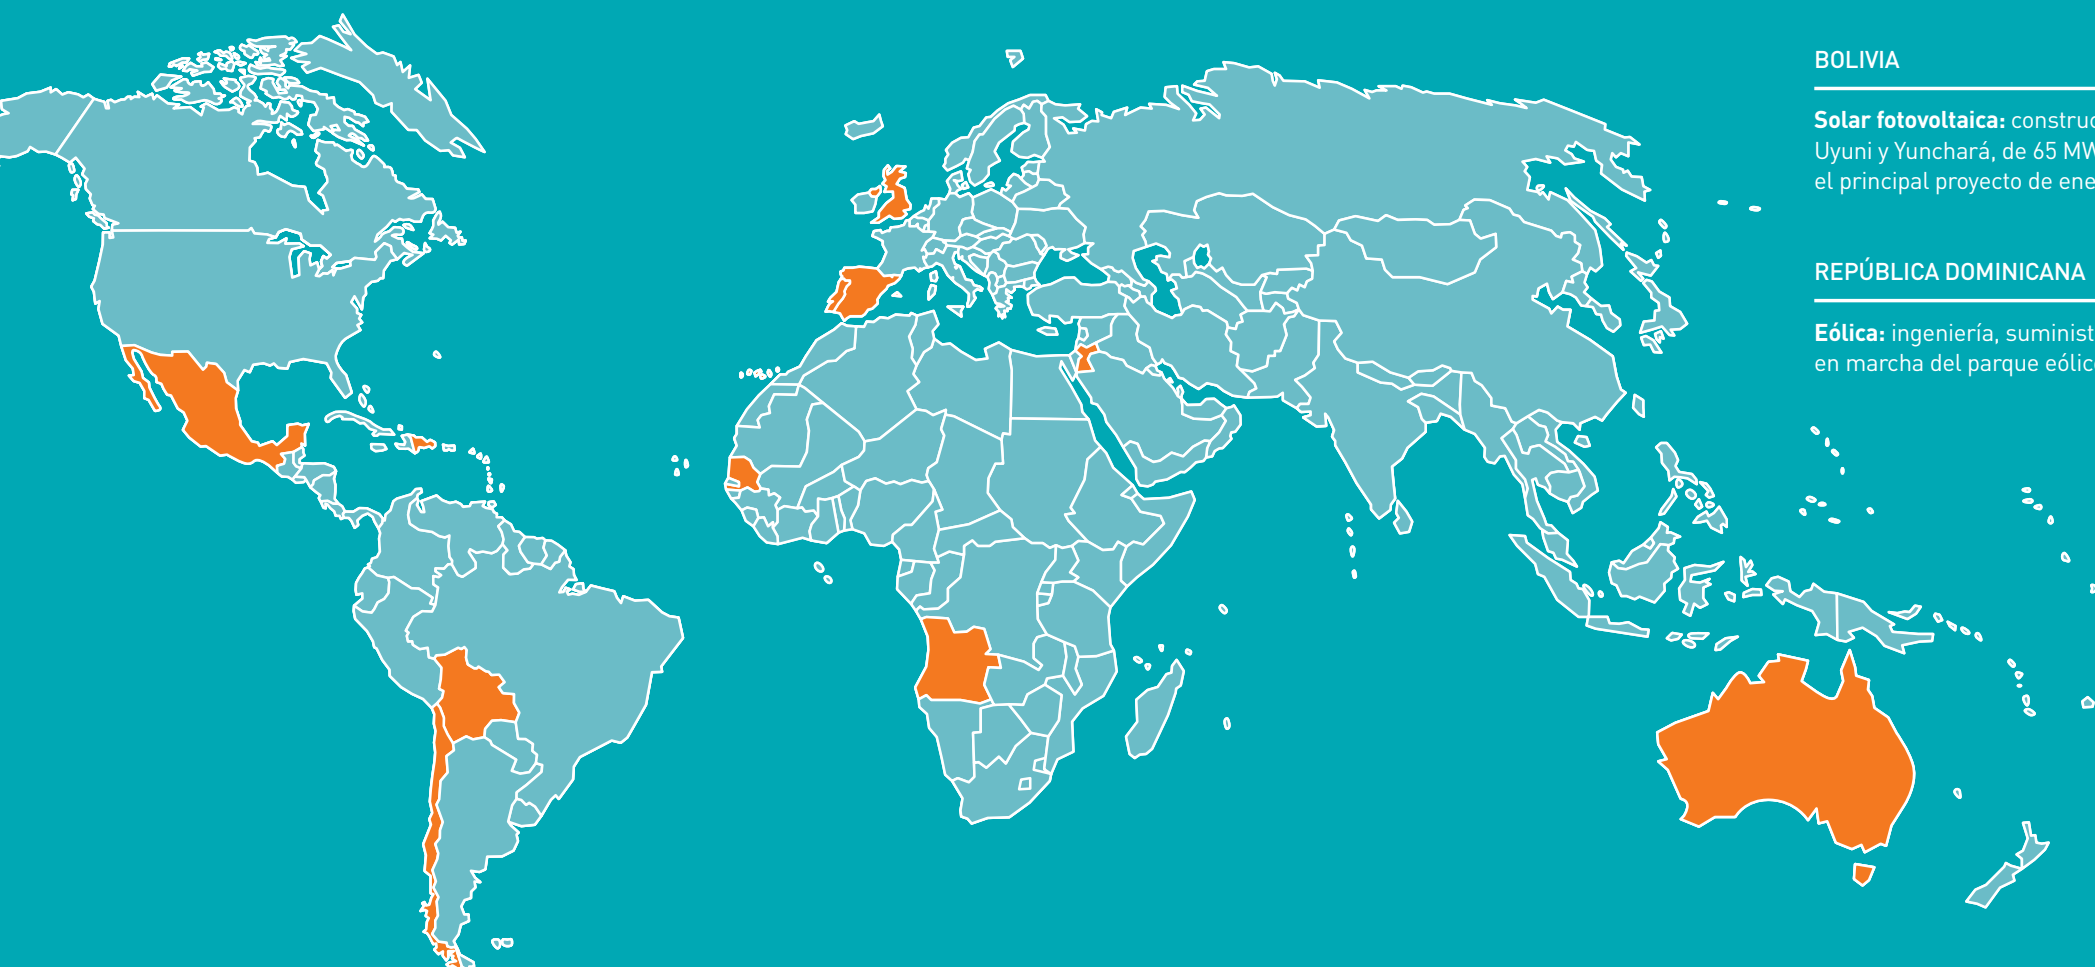 BOLIVIA
Solar fotovoltaica:
Uyuni y Yunchará, de 65 MW
el principal proyecto de
REPÚBLICA DOMINICANA
Eólica: ingeniería,
en marcha del parque